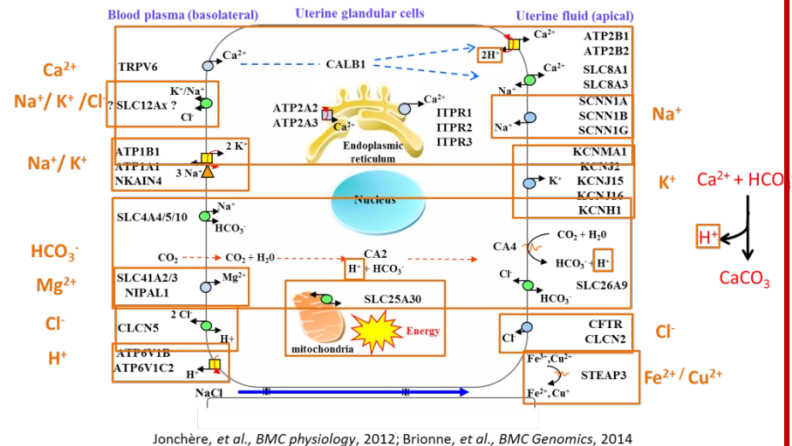 Blood plasma (basolateral) Uterine glandular cells Uterine fluid (apical)
Ca²⁺
TRPV6
Ca²⁺
CALB1
2H⁺
Ca²⁺
ATP2B1
ATP2B2
Ca²⁺
SLC8A1
SLC8A3
Na⁺/ K⁺ /Cl⁻
? SLC12Ax ?
K⁺/Na⁺
Cl⁻
ATP2A2
ATP2A3
Ca²⁺
Ca²⁺
ITPR1
ITPR2
ITPR3
Endoplasmic
reticulum
Na⁺
SCNN1A
SCNN1B
SCNN1G
Na⁺
Na⁺/ K⁺
ATP1B1
ATP1A1
NKAIN4
2 K⁺
3 Na⁺
Nucleus
K⁺
KCNMA1
KCNJ2
KCNJ15
KCNJ16
KCNH1
K⁺
SLC4A4/5/10
Na⁺
HCO₃⁻
HCO₃⁻
CO₂
CO₂ + H₂0
CA2
H⁺ + HCO₃⁻
CA4
CO₂ + H₂0
HCO₃⁻ + H⁺
Mg²⁺
SLC41A2/3
NIPAL1
Mg²⁺
SLC25A30
mitochondria
Energy
Cl⁻
HCO₃⁻
SLC26A9
Cl⁻
CLCN5
2 Cl⁻
H+
Cl⁻
CFTR
CLCN2
Cl⁻
H⁺
ATP6V1B
ATP6V1C2
H⁺
Fe³⁺,Cu²⁺
Fe²⁺,Cu⁺
STEAP3
Fe²⁺ / Cu²⁺
NaCl
Ca²⁺ + HCO₃
H⁺
CaCO₃
Jonchère, et al., BMC physiology, 2012; Brionne, et al., BMC Genomics, 2014